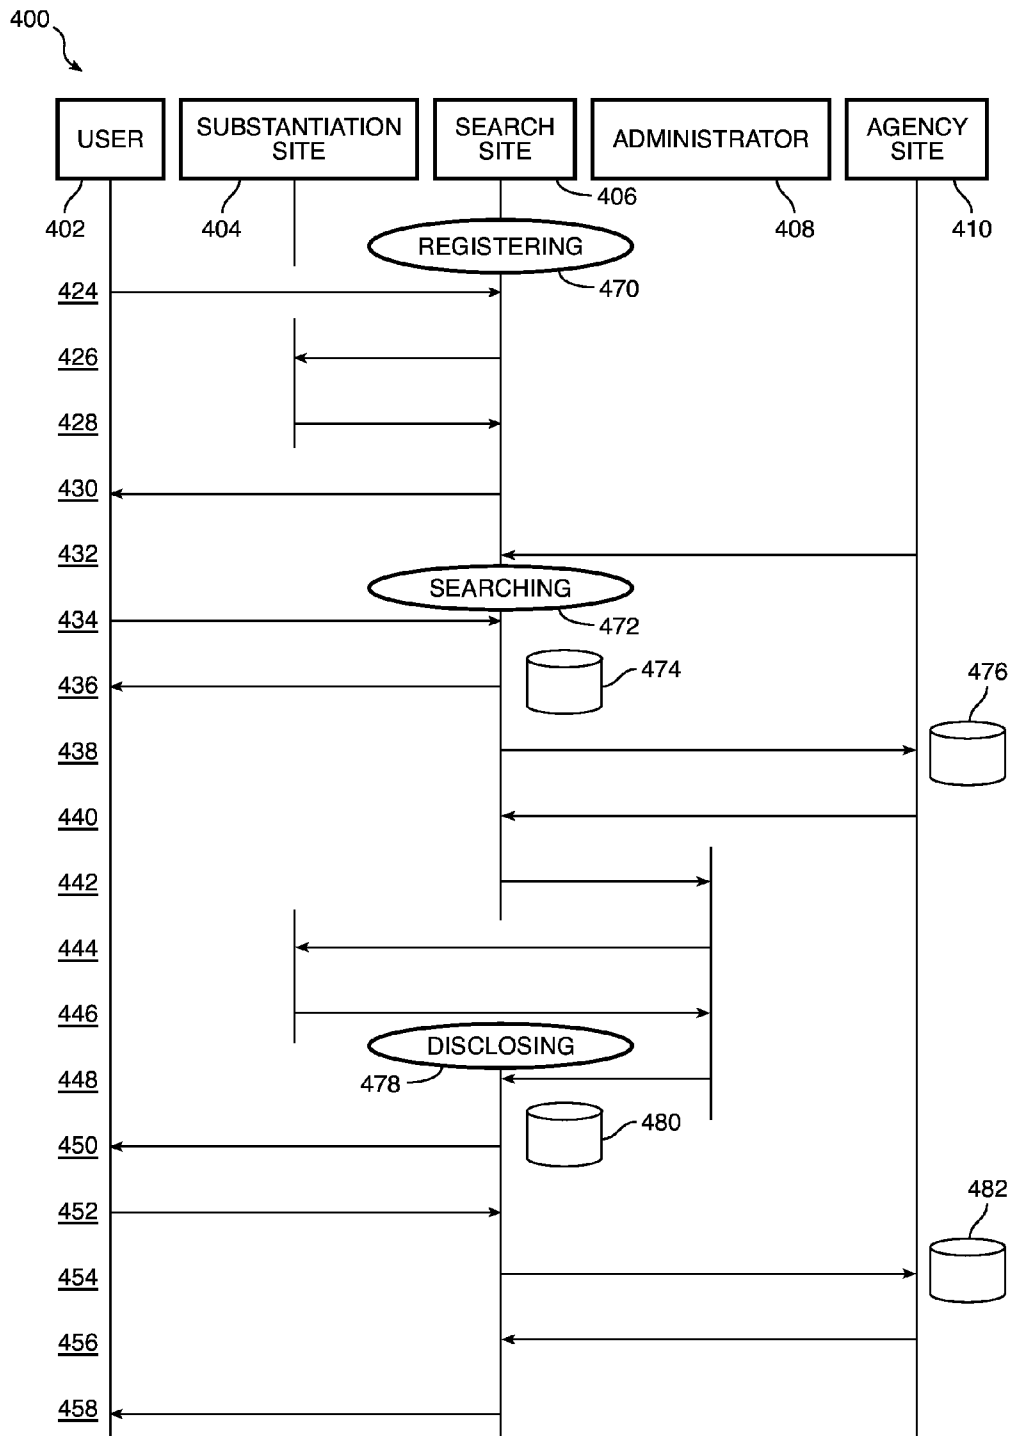 400
USER
SUBSTANTIATION
SITE
SEARCH
SITE
ADMINISTRATOR
AGENCY
SITE
402
404
406
408
410
REGISTERING
470
424
426
428
430
432
SEARCHING
472
434
474
436
476
438
440
442
444
446
DISCLOSING
478
448
480
450
452
482
454
456
458